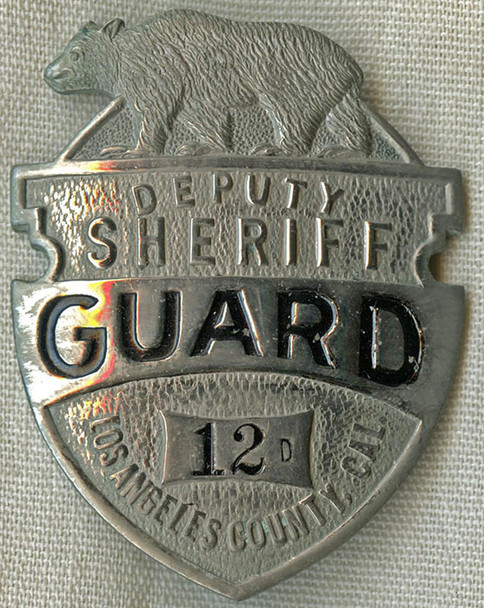 DEPUTY
SHERIFF
GUARD
12 D
LOS ANGELES COUNTY, CAL